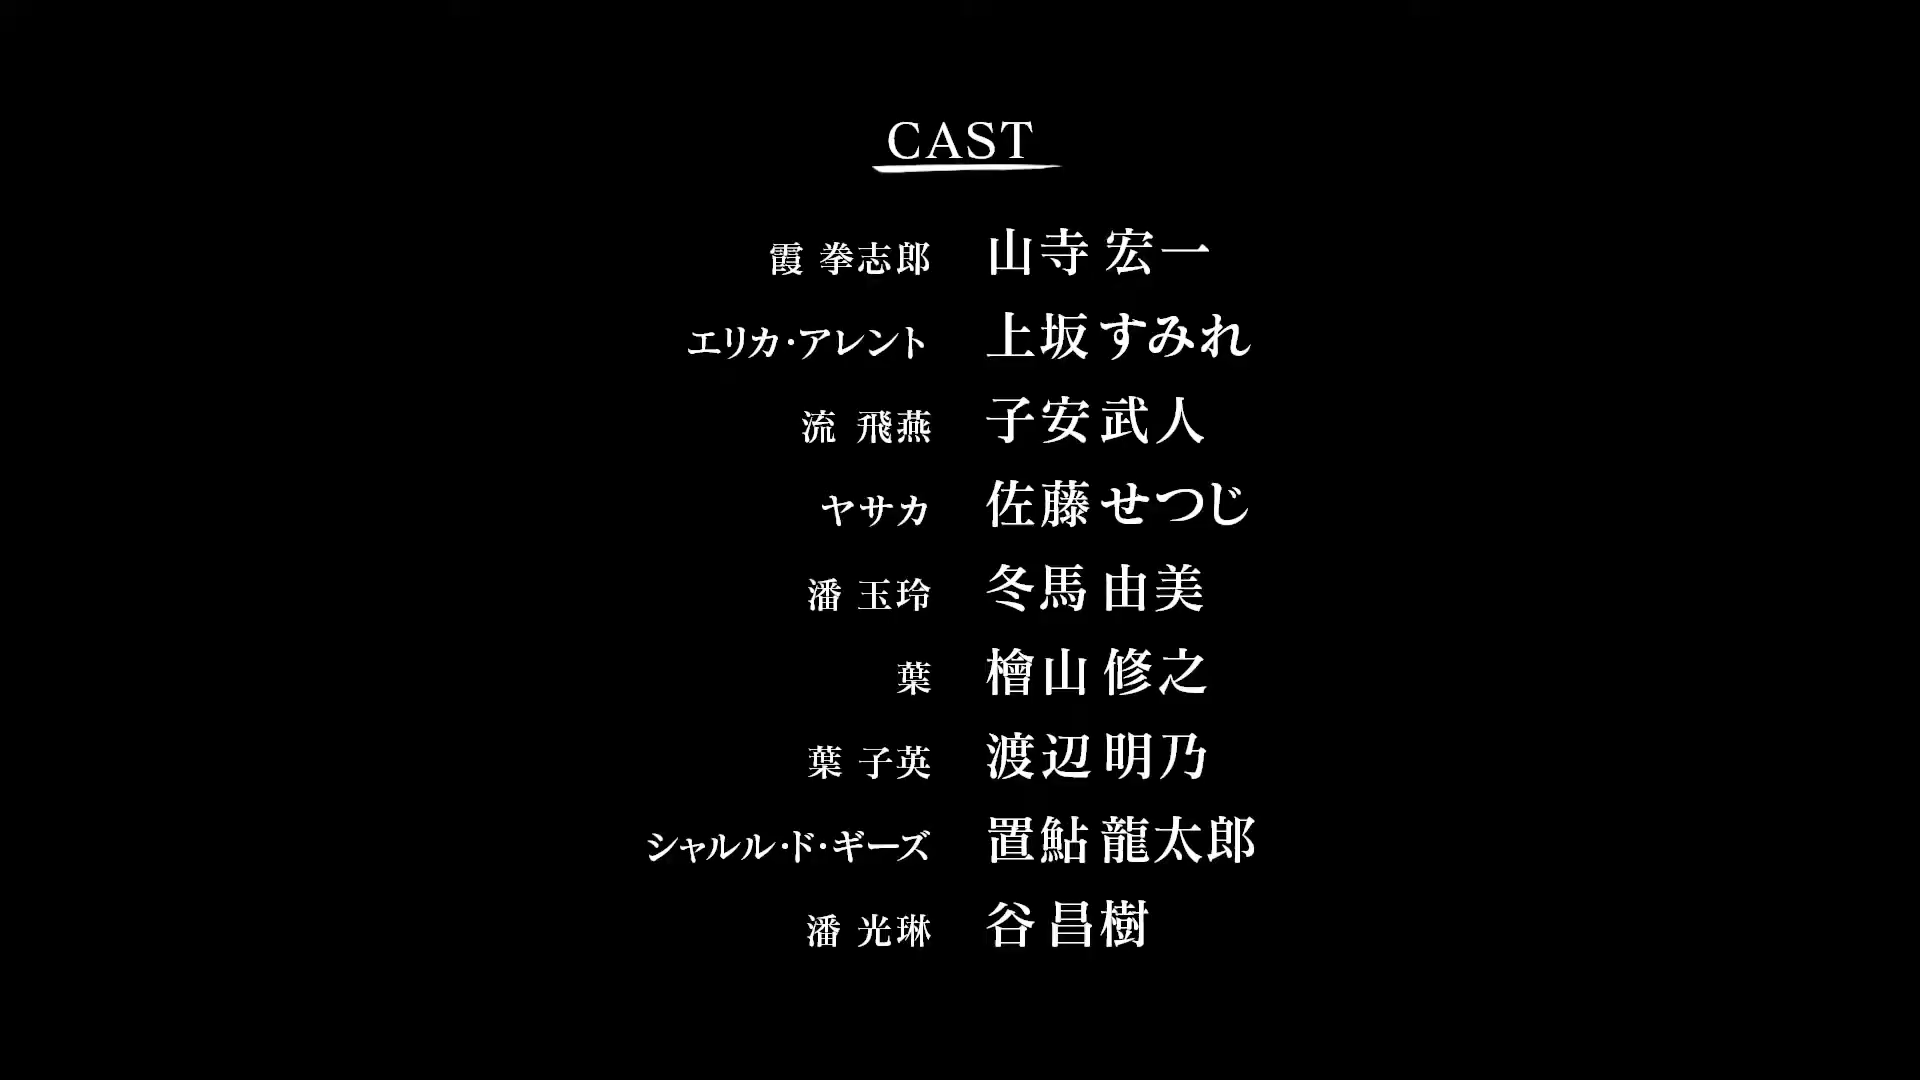 CAST
霞 拳志郎 山寺 宏一
エリカ・アレント 上坂 すみれ
流 飛燕 子安 武人
ヤサカ 佐藤 せつじ
潘 玉玲 冬馬 由美
葉 檜山 修之
葉 子英 渡辺 明乃
シャルル・ド・ギーズ 置鮎 龍太郎
潘 光琳 谷 昌樹